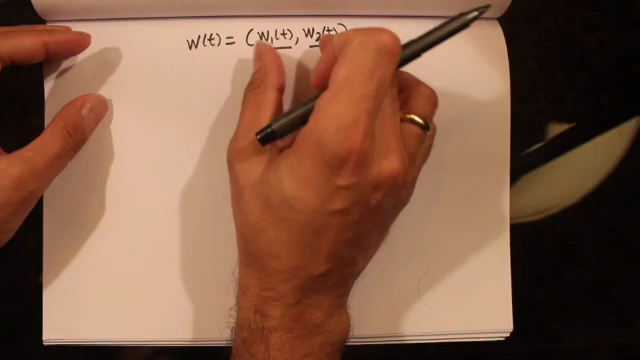 W(t) = (W₁(t), W₂(t))